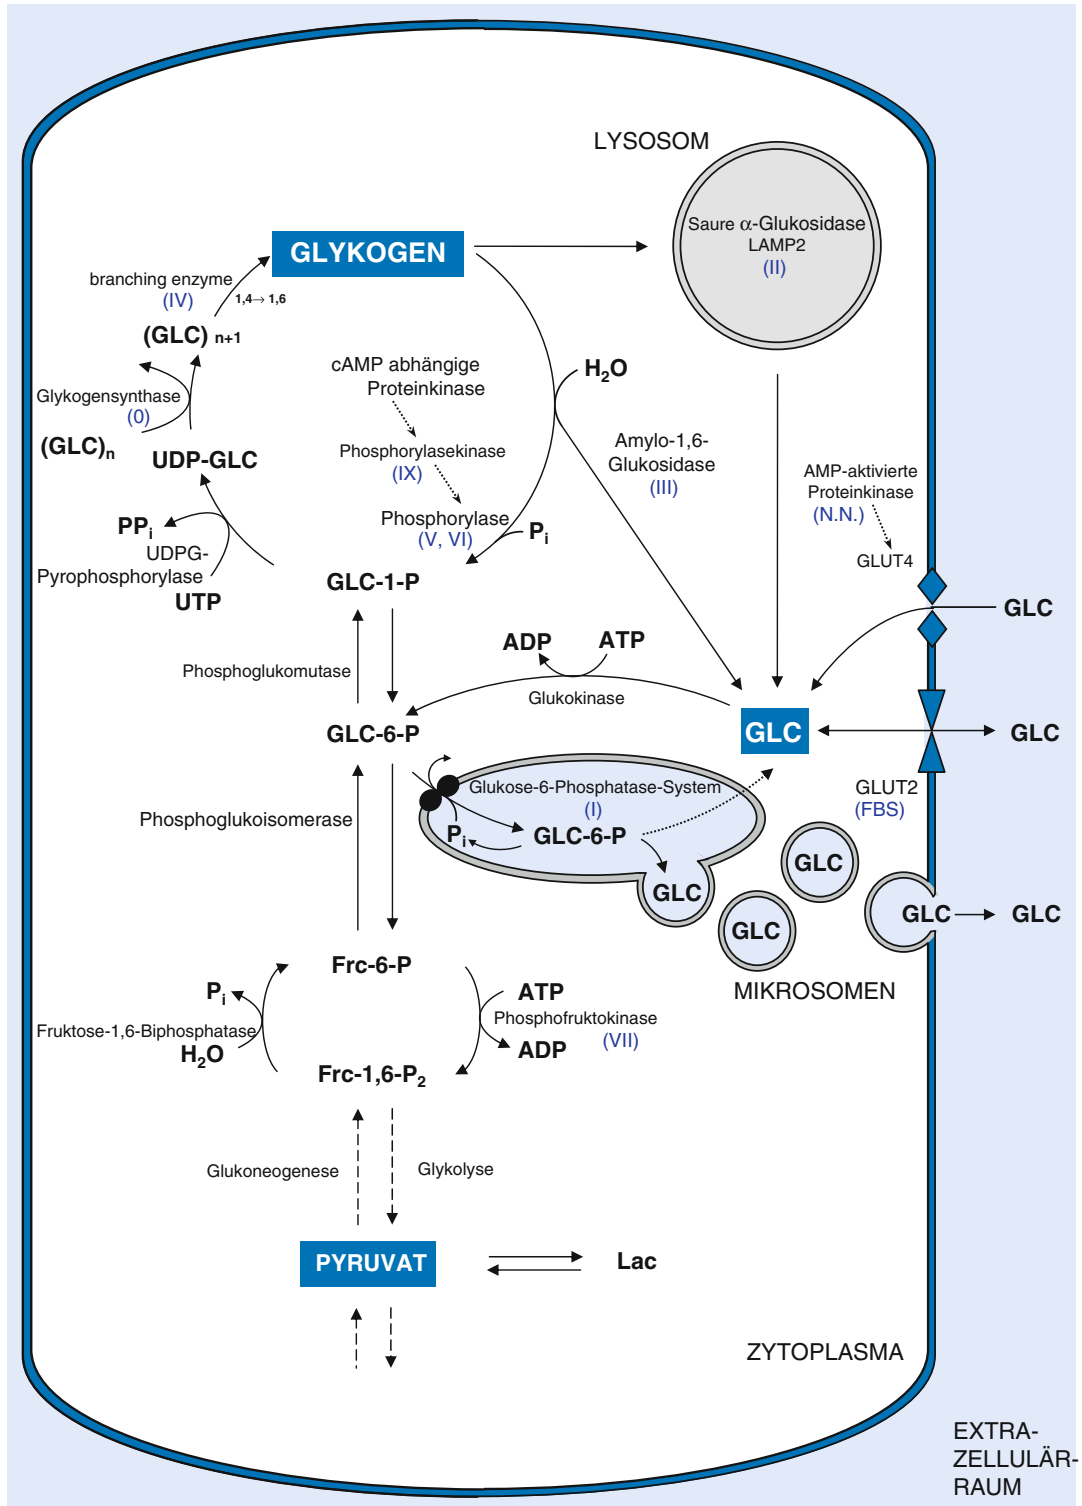 LYSOSOM
Saure α-Glukosidase
LAMP2
(II)
GLYKOGEN
branching enzyme
(IV)
1,4→ 1,6
(GLC) n+1
cAMP abhängige
Proteinkinase
H₂O
Glykogensynthase
(0)
(GLC)ₙ
UDP-GLC
Phosphorylasekinase
(IX)
Amylo-1,6-
Glukosidase
(III)
AMP-aktivierte
Proteinkinase
(N.N.)
Phosphorylase
(V, VI)
Pᵢ
GLUT4
PPᵢ
UDPG-
Pyrophosphorylase
UTP
GLC-1-P
GLC
ADP
ATP
Phosphoglukomutase
Glukokinase
GLC-6-P
GLC
GLC
Glukose-6-Phosphatase-System
(I)
GLUT2
(FBS)
Phosphoglukoisomerase
Pᵢ
GLC-6-P
GLC
GLC
GLC
GLC
GLC
GLC
MIKROSOMEN
Frc-6-P
Pᵢ
ATP
Fruktose-1,6-Biphosphatase
H₂O
Phosphofruktokinase
(VII)
ADP
Frc-1,6-P₂
Glukoneogenese
Glykolyse
PYRUVAT
Lac
ZYTOPLASMA
EXTRA-
ZELLULÄR-
RAUM